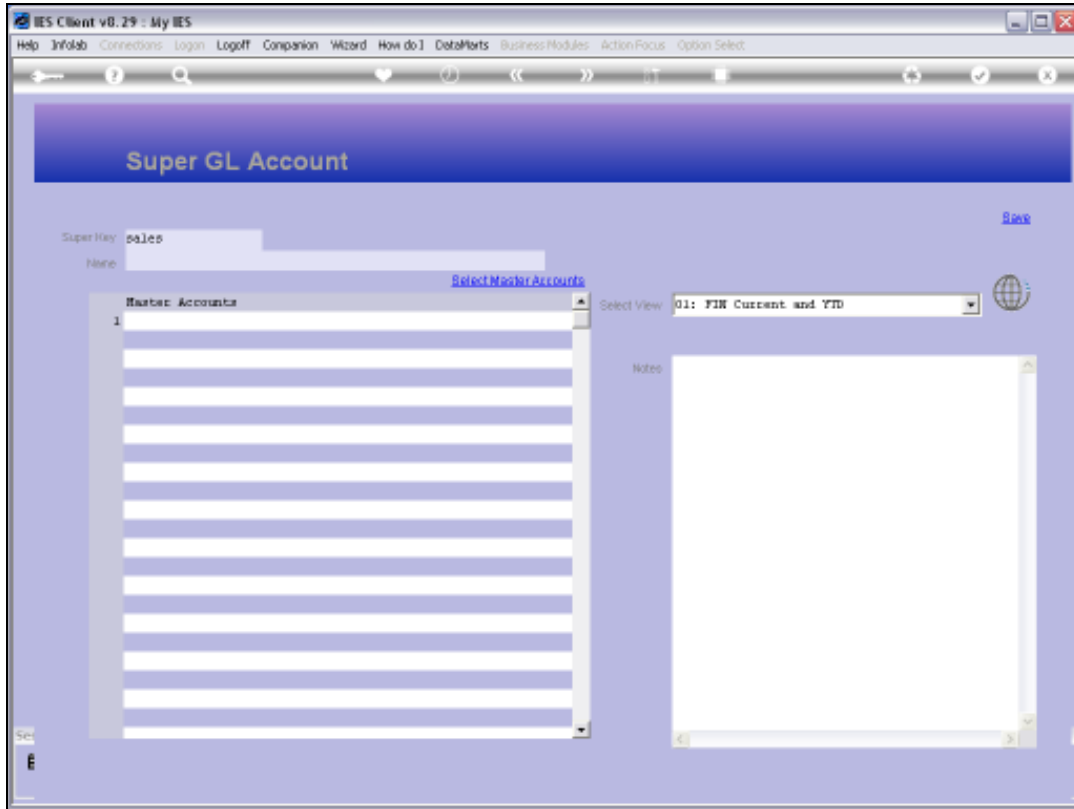 IES Client v8.29 : My IES
Help Infolab Connections Logon Logoff Companion Wizard How do I DataMarts Business Modules Action Focus Option Select
Super GL Account
Save
Super Key sales
Name
Select Master Accounts
Master Accounts
Select View 01: FIN Current and YTD
1
Notes